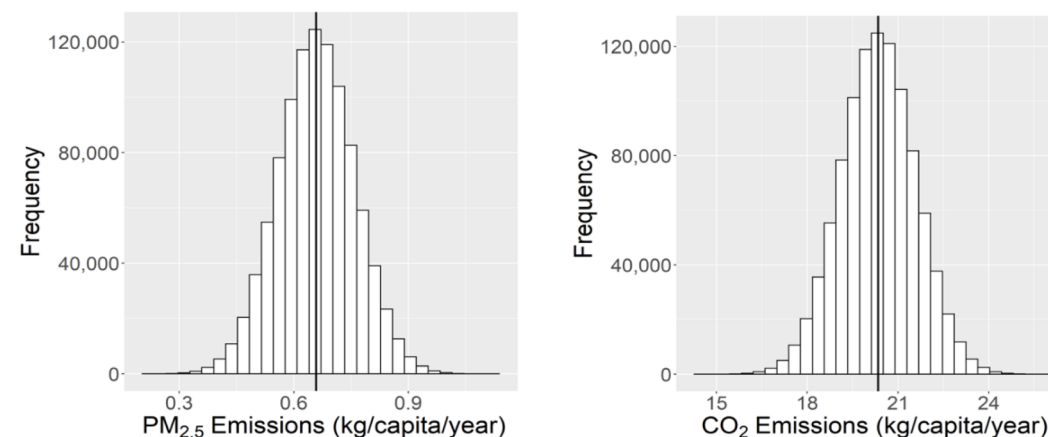 120,000
80,000
40,000
0
Frequency
0.3 0.6 0.9
PM2.5 Emissions (kg/capita/year)
120,000
80,000
40,000
0
Frequency
15 18 21 24
CO2 Emissions (kg/capita/year)